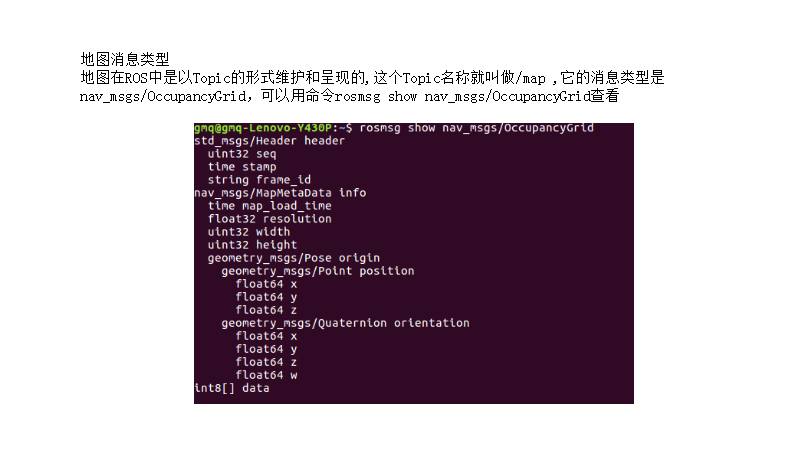 地图消息类型
地图在ROS中是以Topic的形式维护和呈现的,这个Topic名称就叫做/map ,它的消息类型是
nav_msgs/OccupancyGrid，可以用命令rosmsg show nav_msgs/OccupancyGrid查看
gmq@gmq-Lenovo-Y430P:~$ rosmsg show nav_msgs/OccupancyGrid
std_msgs/Header header
  uint32 seq
  time stamp
  string frame_id
nav_msgs/MapMetaData info
  time map_load_time
  float32 resolution
  uint32 width
  uint32 height
  geometry_msgs/Pose origin
    geometry_msgs/Point position
      float64 x
      float64 y
      float64 z
    geometry_msgs/Quaternion orientation
      float64 x
      float64 y
      float64 z
      float64 w
int8[] data